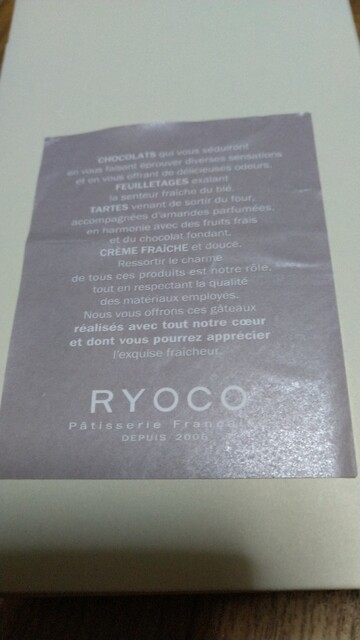 CHOCOLATS qui vous séduiront
en vous faisant éprouver diverses sensations
et en vous offrant de délicieuses odeurs.
FEUILLETAGES exaltant
la senteur fraîche du blé.
TARTES venant de sortir du four,
accompagnées d'amandes parfumées,
en harmonie avec des fruits frais
et du chocolat fondant.
CRÈME FRAÎCHE et douce.
Ressortir le charme
de tous ces produits est notre rôle,
tout en respectant la qualité
des matériaux employés.
Nous vous offrons ces gâteaux
réalisés avec tout notre cœur
et dont vous pourrez apprécier
l'exquise fraîcheur.
RYOCO
Pâtisserie Française
DEPUIS 2006